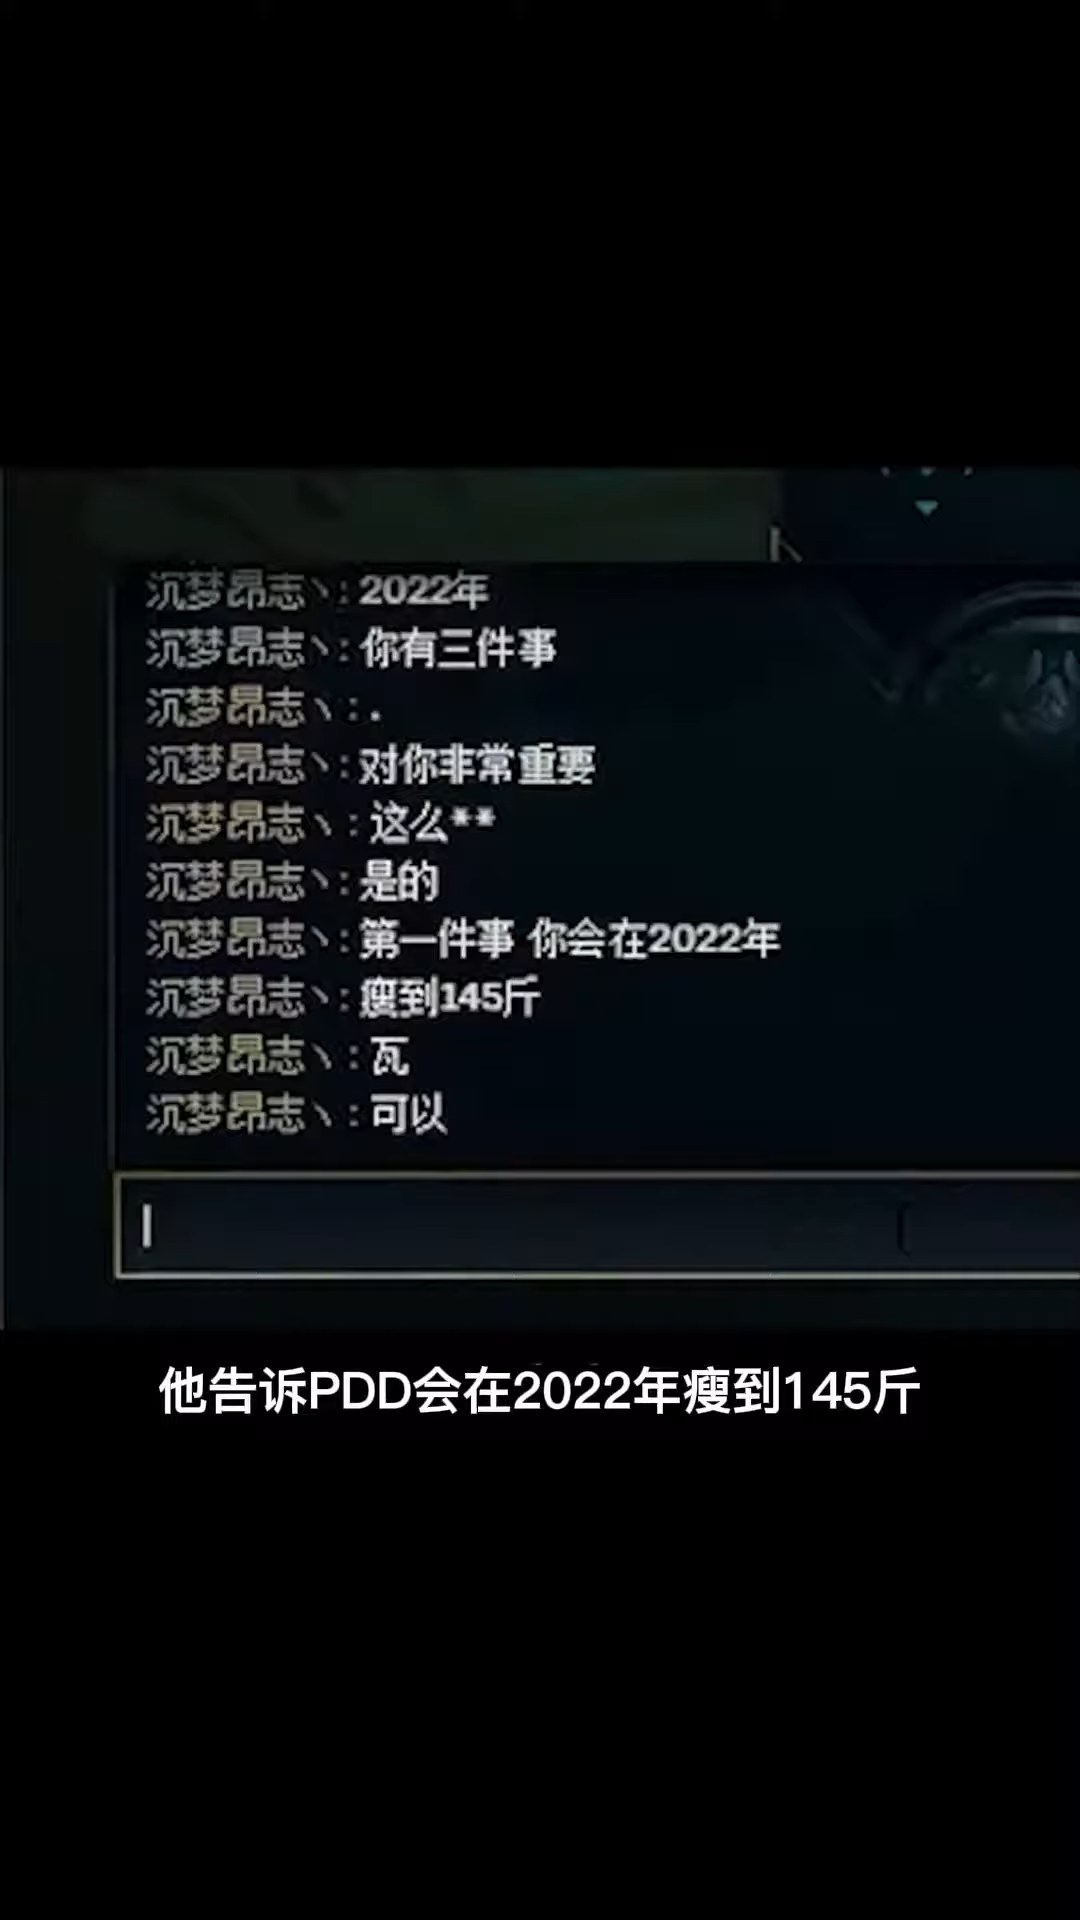 沉梦昂志丶:2022年
沉梦昂志丶:你有三件事
沉梦昂志丶:.
沉梦昂志丶:对你非常重要
沉梦昂志丶:这么**
沉梦昂志丶:是的
沉梦昂志丶:第一件事 你会在2022年
沉梦昂志丶:瘦到145斤
沉梦昂志丶:瓦
沉梦昂志丶:可以
他告诉PDD会在2022年瘦到145斤